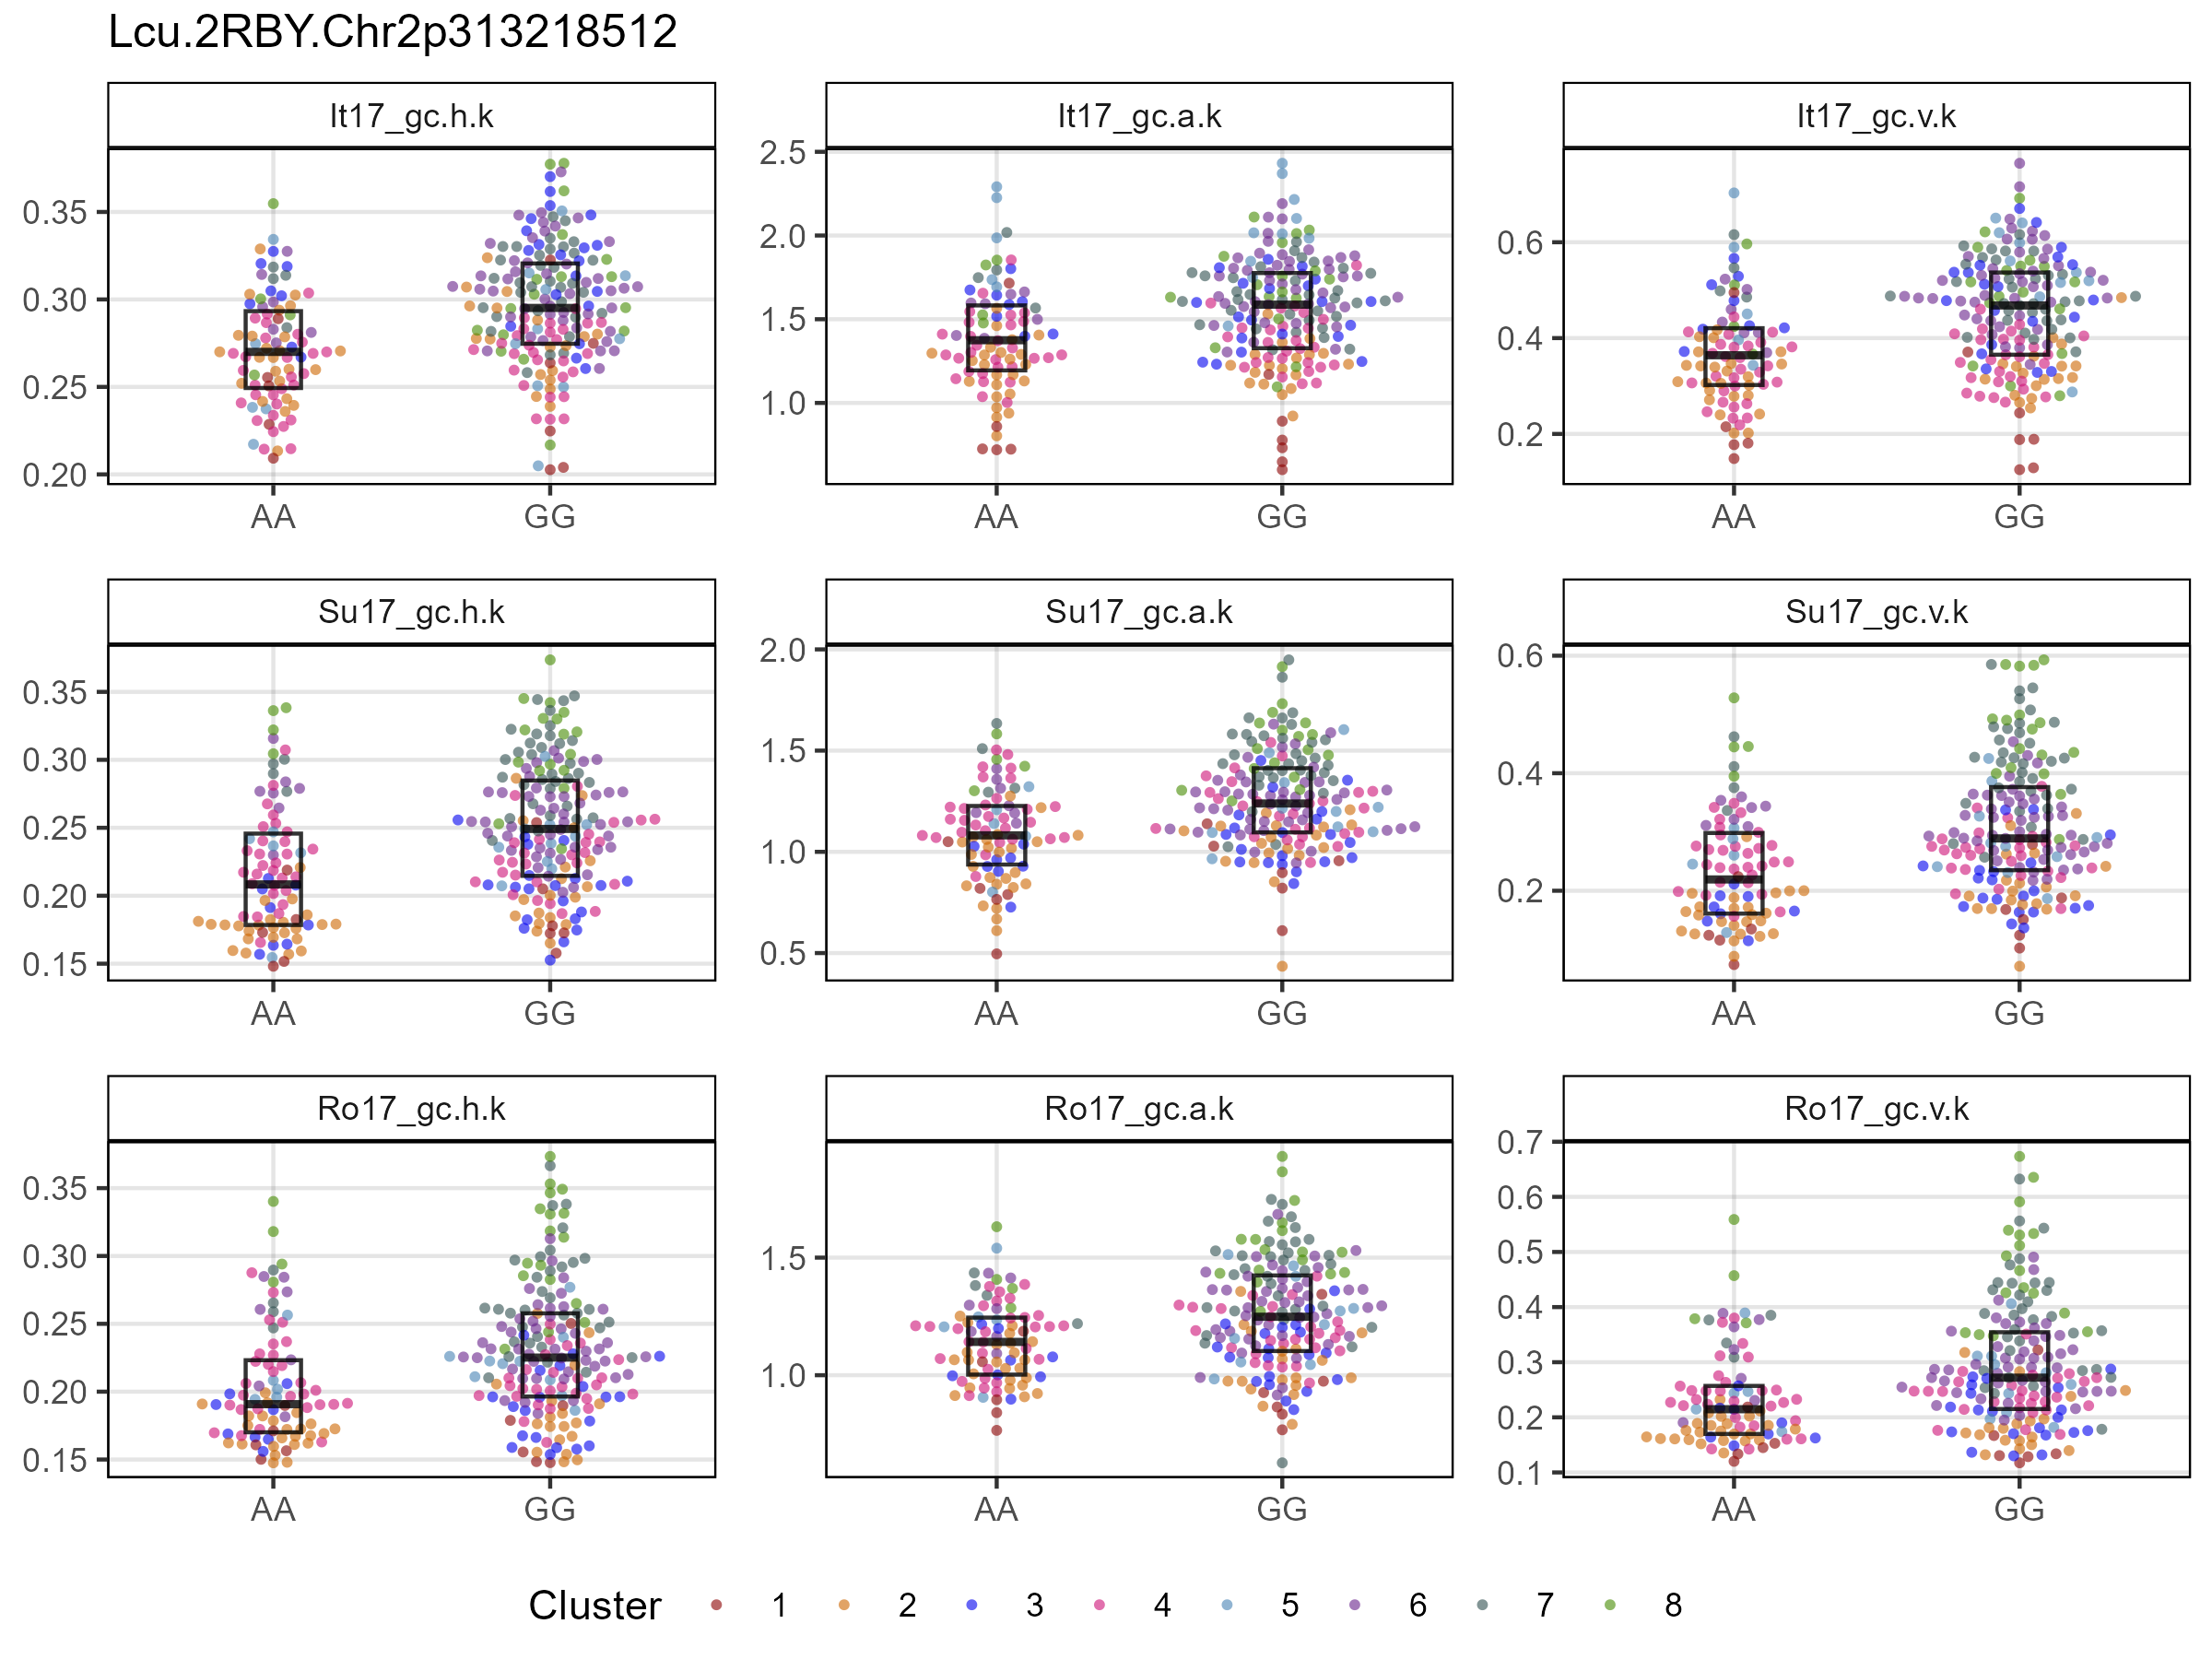 Lcu.2RBY.Chr2p313218512
It17_gc.h.k
It17_gc.a.k
It17_gc.v.k
0.35
0.30
0.25
0.20
AA
GG
2.5
2.0
1.5
1.0
AA
GG
0.6
0.4
0.2
AA
GG
Su17_gc.h.k
Su17_gc.a.k
Su17_gc.v.k
0.35
0.30
0.25
0.20
0.15
AA
GG
2.0
1.5
1.0
0.5
AA
GG
0.6
0.4
0.2
AA
GG
Ro17_gc.h.k
Ro17_gc.a.k
Ro17_gc.v.k
0.35
0.30
0.25
0.20
0.15
AA
GG
1.5
1.0
AA
GG
0.7
0.6
0.5
0.4
0.3
0.2
0.1
AA
GG
Cluster 1 2 3 4 5 6 7 8